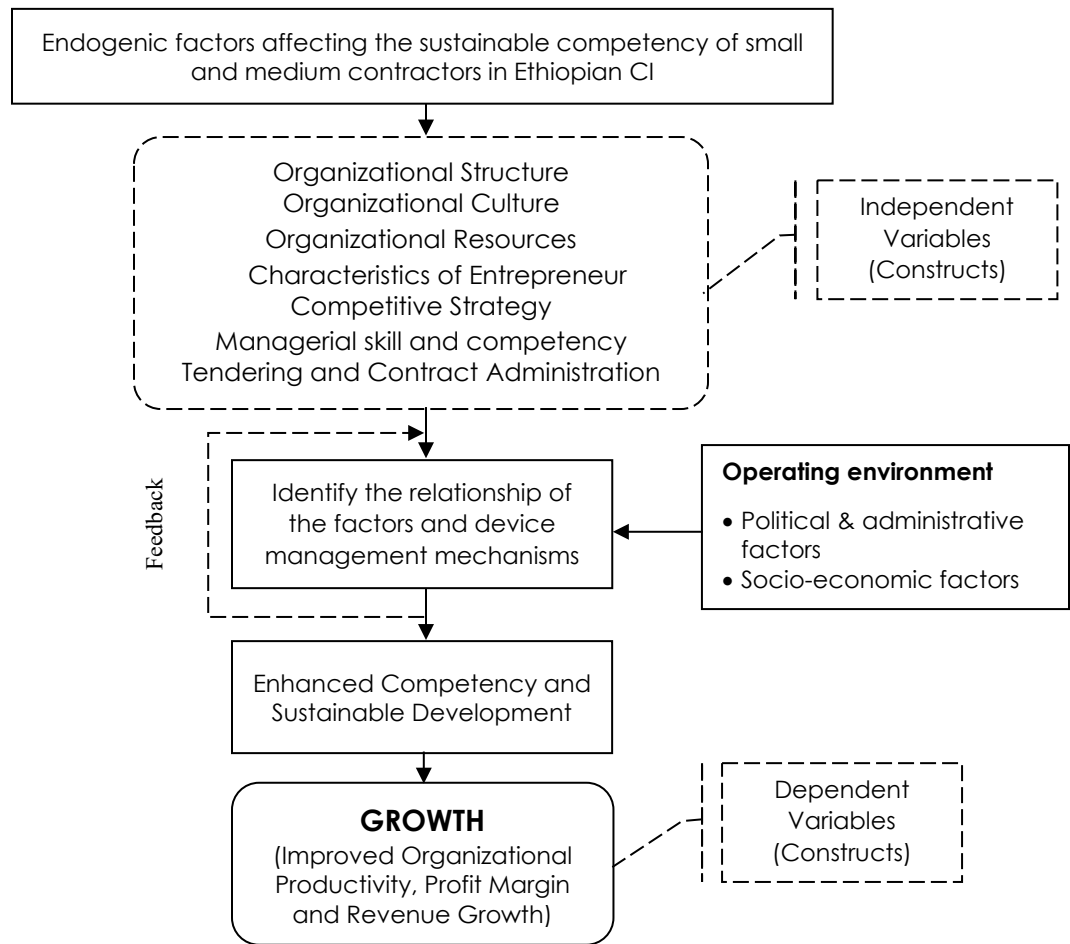 Endogenic factors affecting the sustainable competency of small
and medium contractors in Ethiopian CI
Organizational Structure
Organizational Culture
Organizational Resources
Characteristics of Entrepreneur
Competitive Strategy
Managerial skill and competency
Tendering and Contract Administration
Independent
Variables
(Constructs)
Feedback
Identify the relationship of
the factors and device
management mechanisms
Operating environment
• Political & administrative
factors
• Socio-economic factors
Enhanced Competency and
Sustainable Development
GROWTH
(Improved Organizational
Productivity, Profit Margin
and Revenue Growth)
Dependent
Variables
(Constructs)